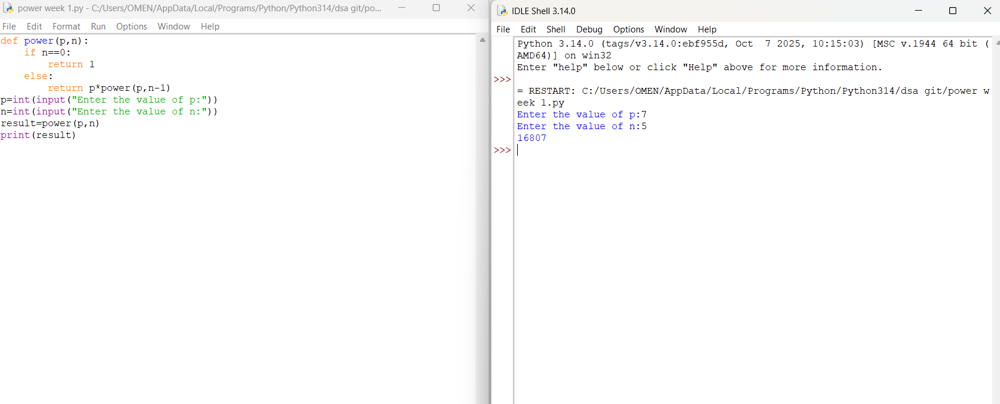 power week 1.py - C:/Users/OMEN/AppData/Local/Programs/Python/Python314/dsa git/po...
File Edit Format Run Options Window Help
def power(p,n):
    if n==0:
        return 1
    else:
        return p*power(p,n-1)
p=int(input("Enter the value of p:"))
n=int(input("Enter the value of n:"))
result=power(p,n)
print(result)
IDLE Shell 3.14.0
File Edit Shell Debug Options Window Help
Python 3.14.0 (tags/v3.14.0:ebf955d, Oct  7 2025, 10:15:03) [MSC v.1944 64 bit (
AMD64)] on win32
Enter "help" below or click "Help" above for more information.
>>>
= RESTART: C:/Users/OMEN/AppData/Local/Programs/Python/Python314/dsa git/power w
eek 1.py
Enter the value of p:7
Enter the value of n:5
16807
>>>